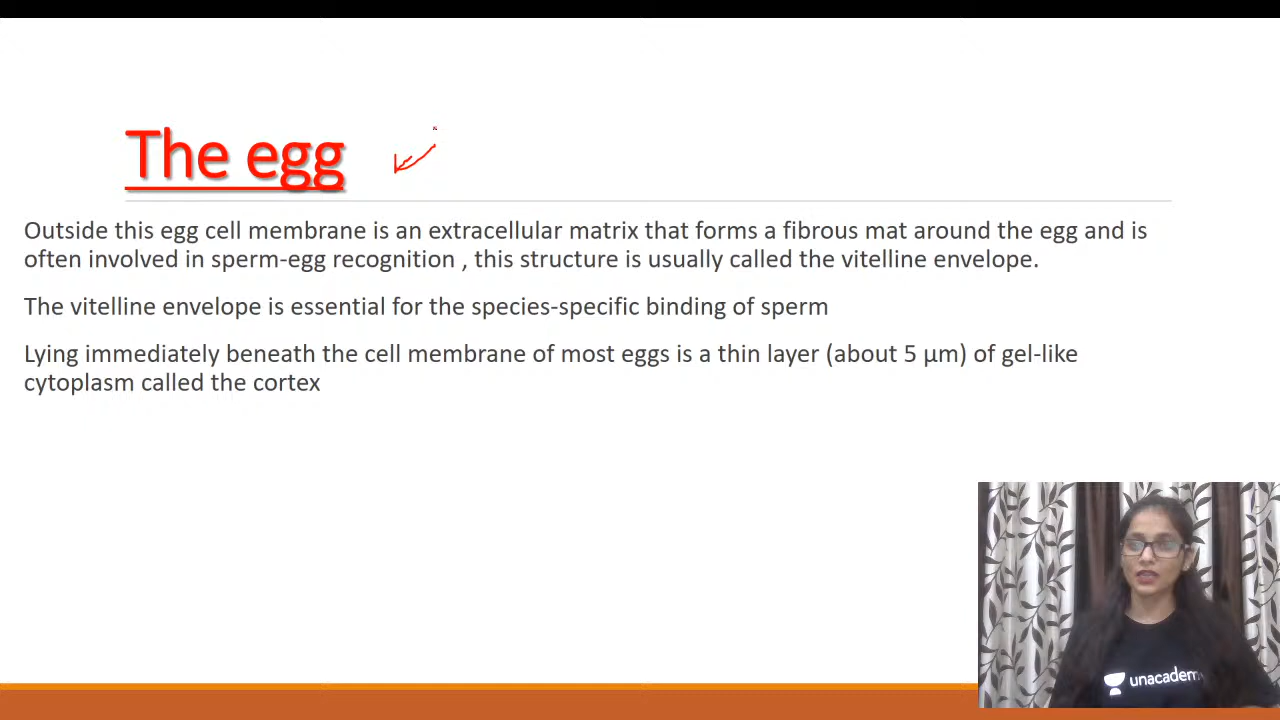 The egg
Outside this egg cell membrane is an extracellular matrix that forms a fibrous mat around the egg and is
often involved in sperm-egg recognition , this structure is usually called the vitelline envelope.
The vitelline envelope is essential for the species-specific binding of sperm
Lying immediately beneath the cell membrane of most eggs is a thin layer (about 5 μm) of gel-like
cytoplasm called the cortex
unacadem